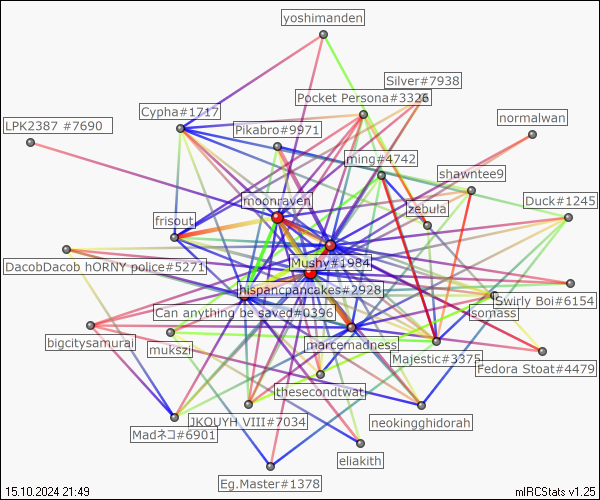 yoshimanden
Silver#7938
Pocket Persona#3326
Cypha#1717
normalwan
LPK2387 #7690
Pikabro#9971
ming#4742
shawntee9
moonraven
Duck#1245
zebula
frisout
Mushy#1984
DacobDacob hORNY police#5271
hispancpancakes#2928
Swirly Boi#6154
Can anything be saved#0396
somass
bigcitysamurai
marcemadness
mukszi
Majestic#3375
Fedora Stoat#4479
thesecondtwat
JKQUYH VIII#7034
neokingghidorah
Madネコ#6901
eliakith
Eg.Master#1378
15.10.2024 21:49
mIRCStats v1.25